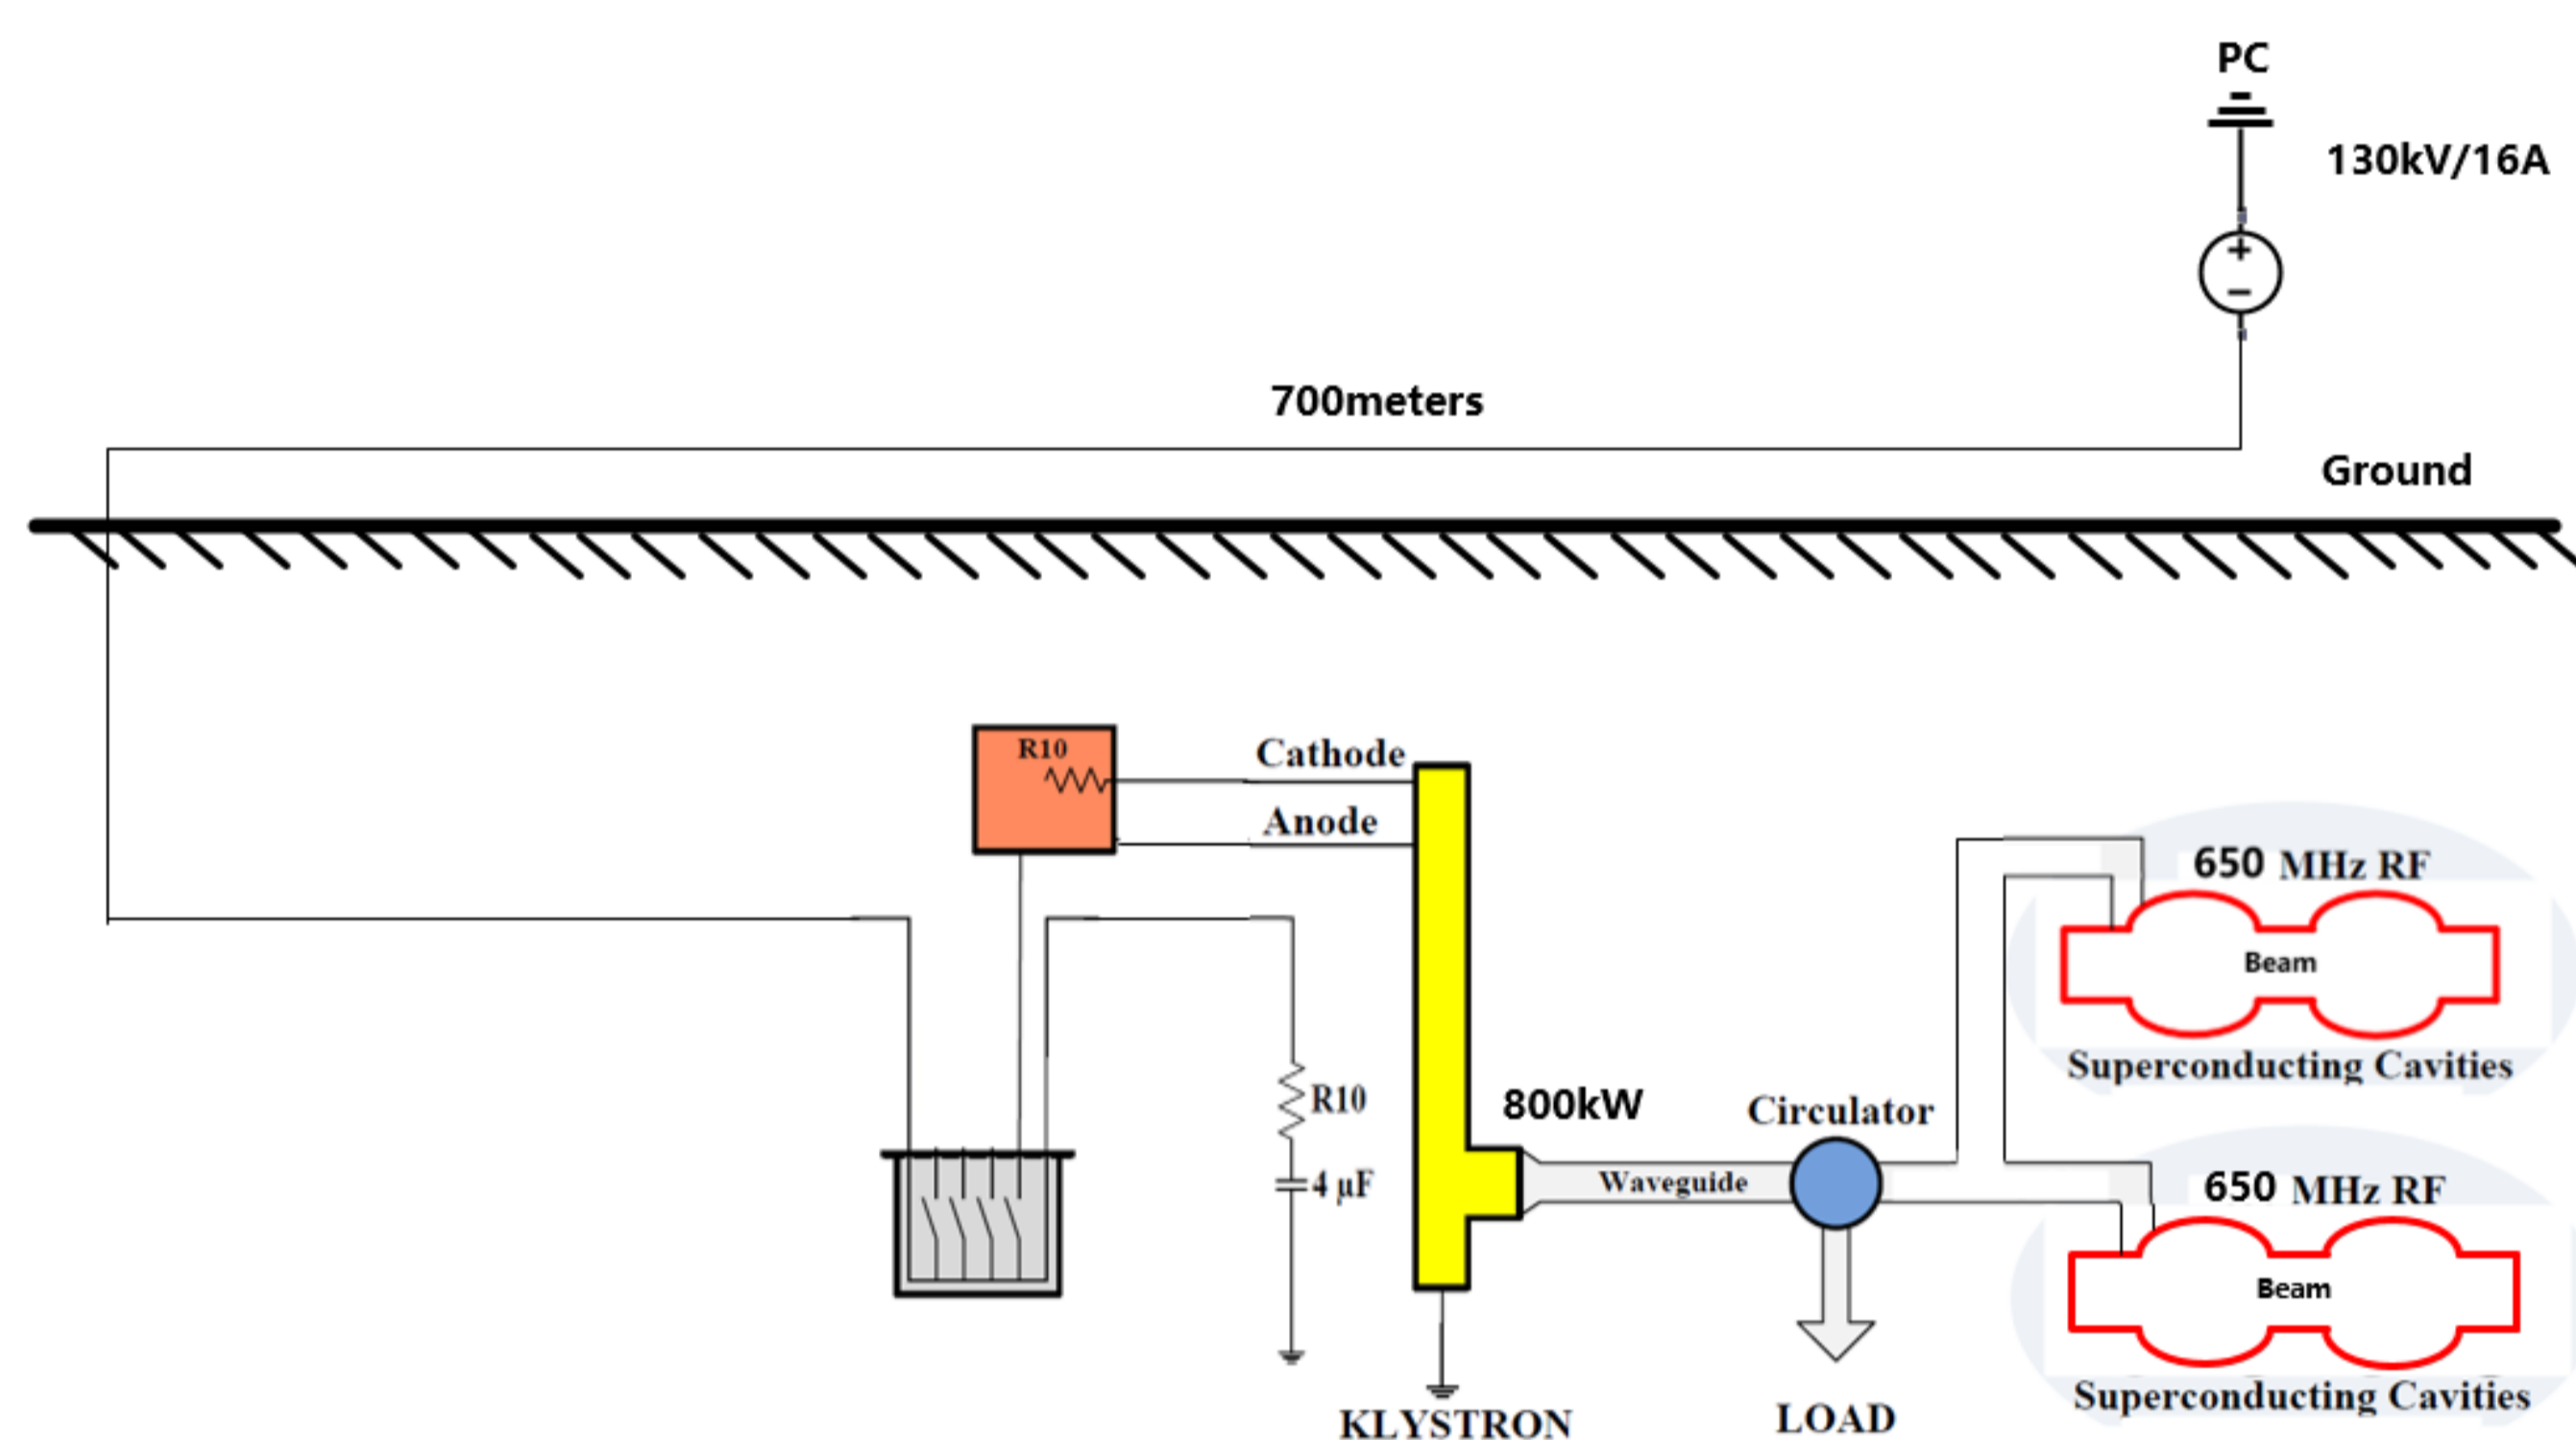 PC
130kV/16A
+
−
700meters
Ground
R10
Cathode
Anode
650 MHz RF
Beam
Superconducting Cavities
R10
4 μF
800kW
Waveguide
Circulator
650 MHz RF
Beam
Superconducting Cavities
KLYSTRON
LOAD